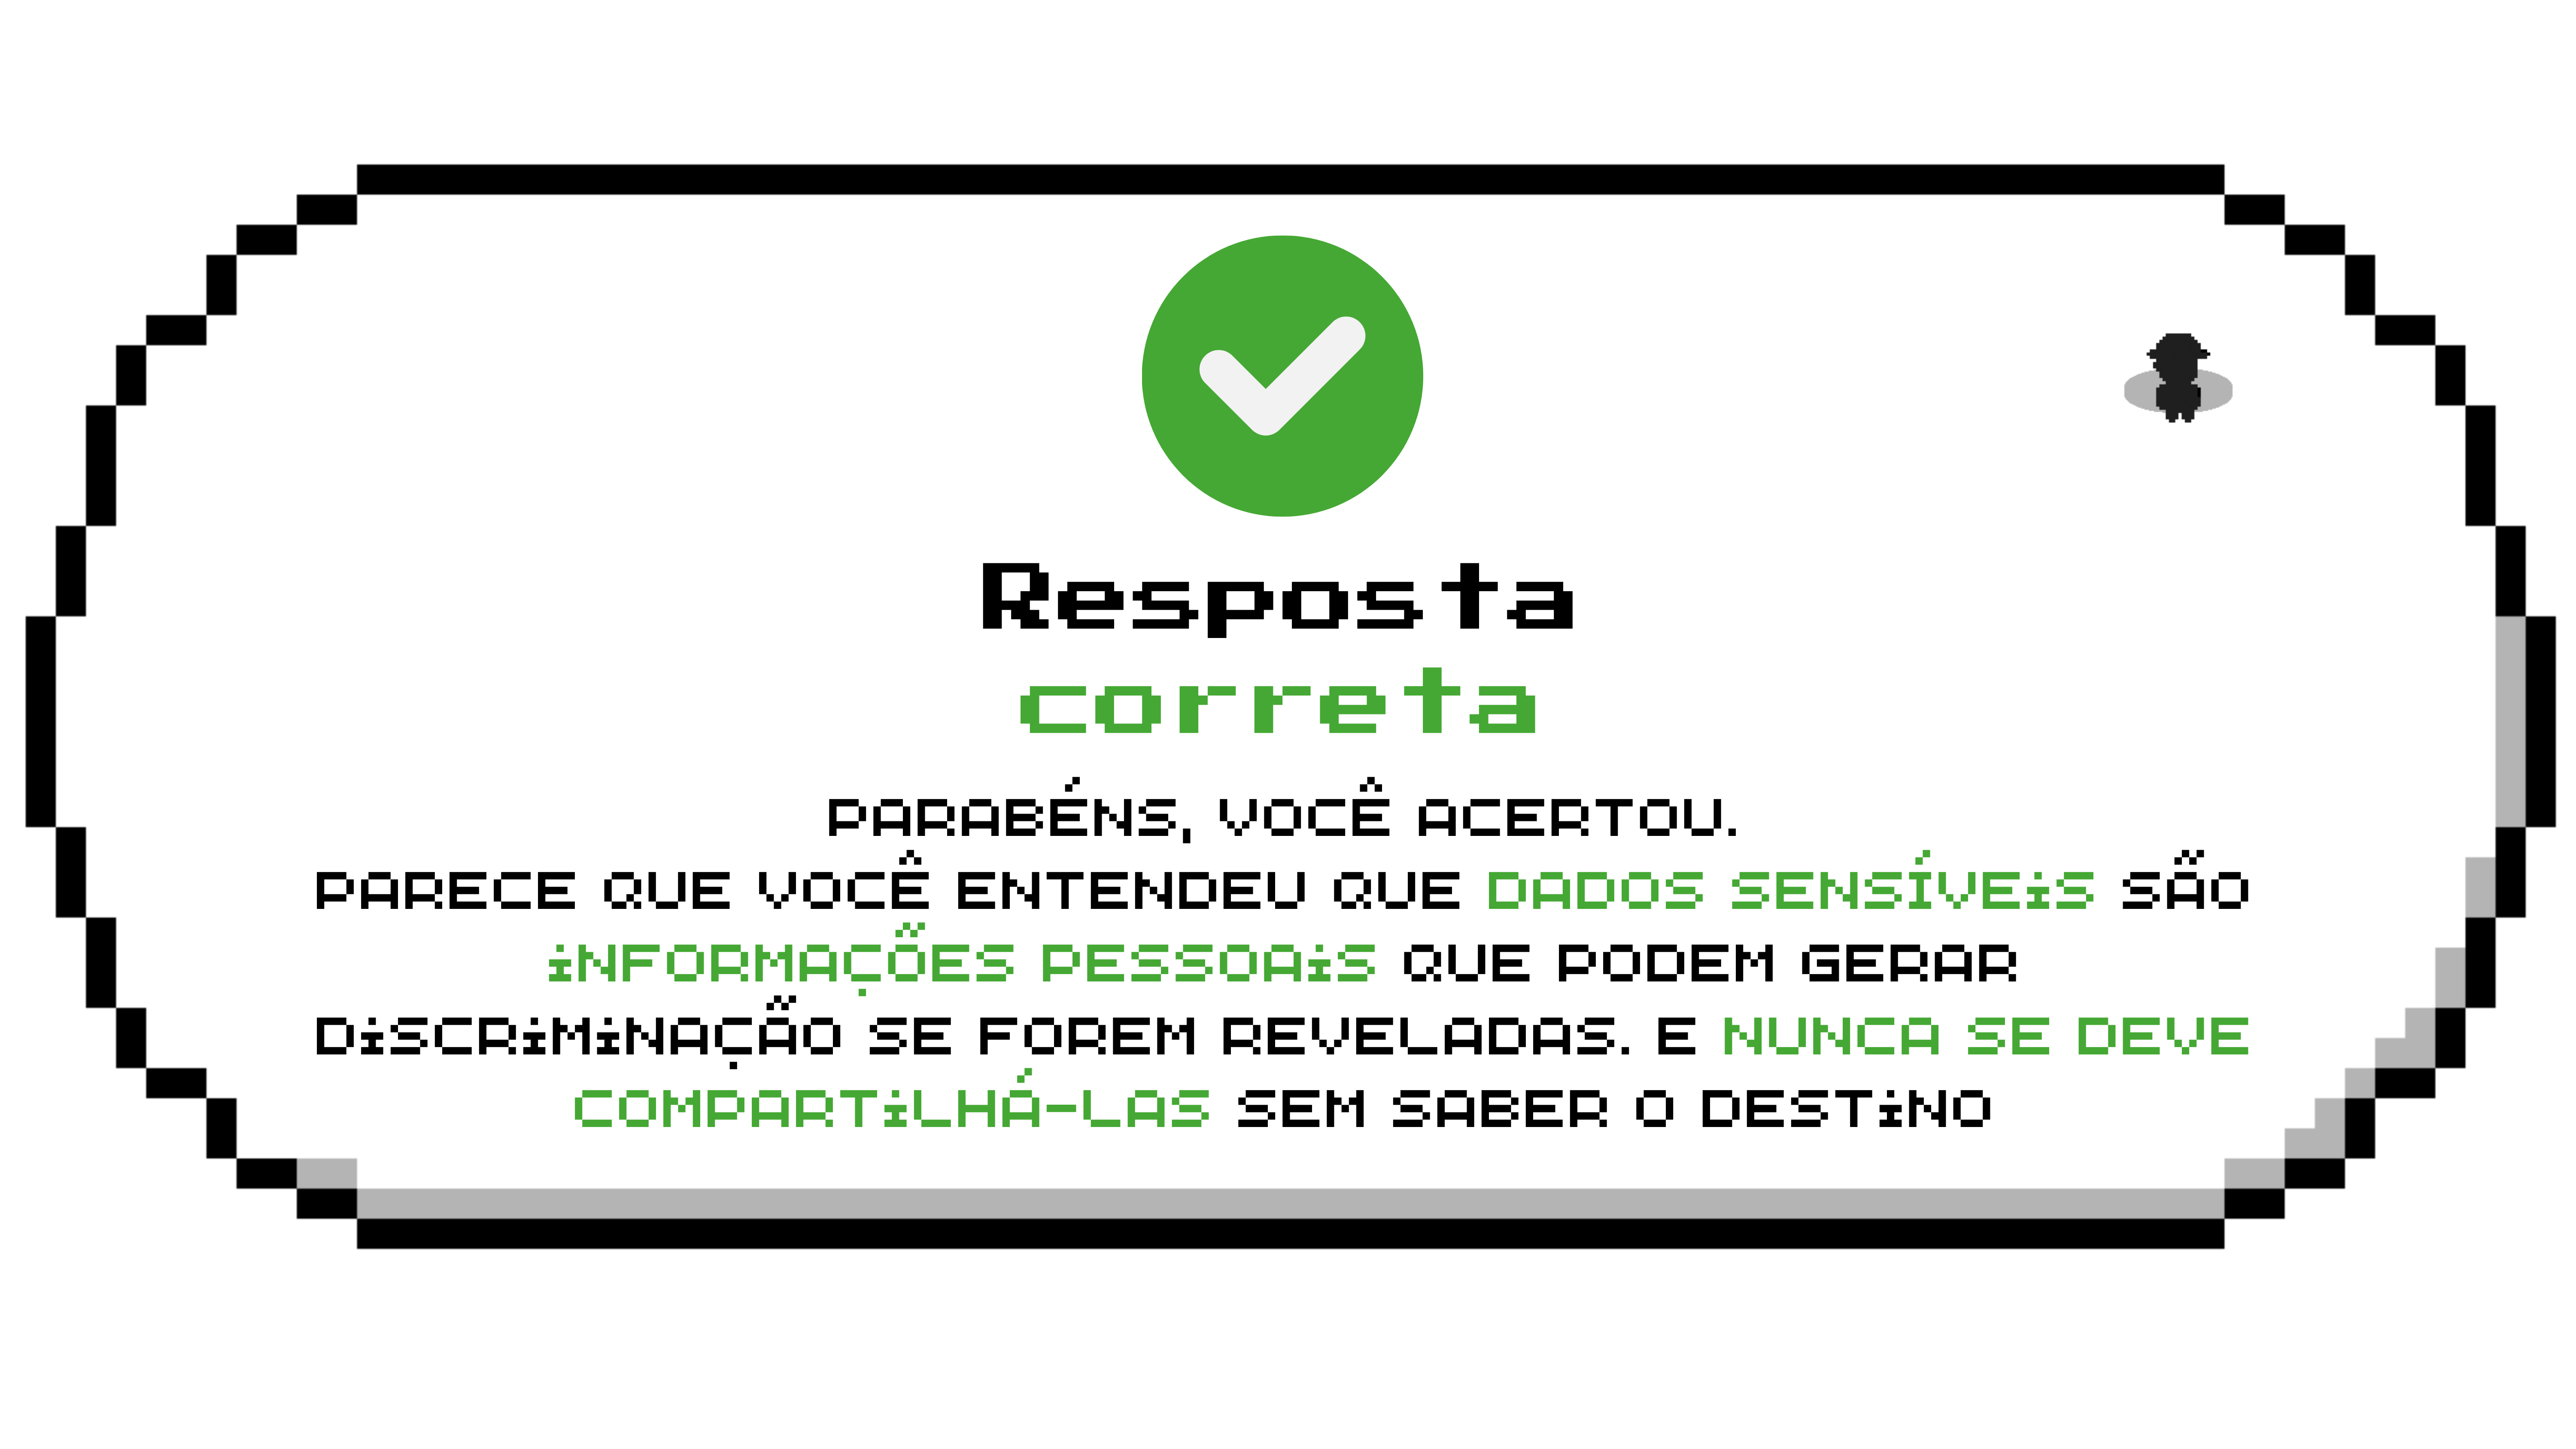 Resposta
correta
PARABÉNS, VOCÊ ACERTOU.
PARECE QUE VOCÊ ENTENDEU QUE DADOS SENSÍVEiS SÃO
iNFORMAÇÕES PESSOAiS QUE PODEM GERAR
DiSCRiMiNAÇÃO SE FOREM REVELADAS. E NUNCA SE DEVE
COMPARTiLHÁ-LAS SEM SABER O DESTiNO